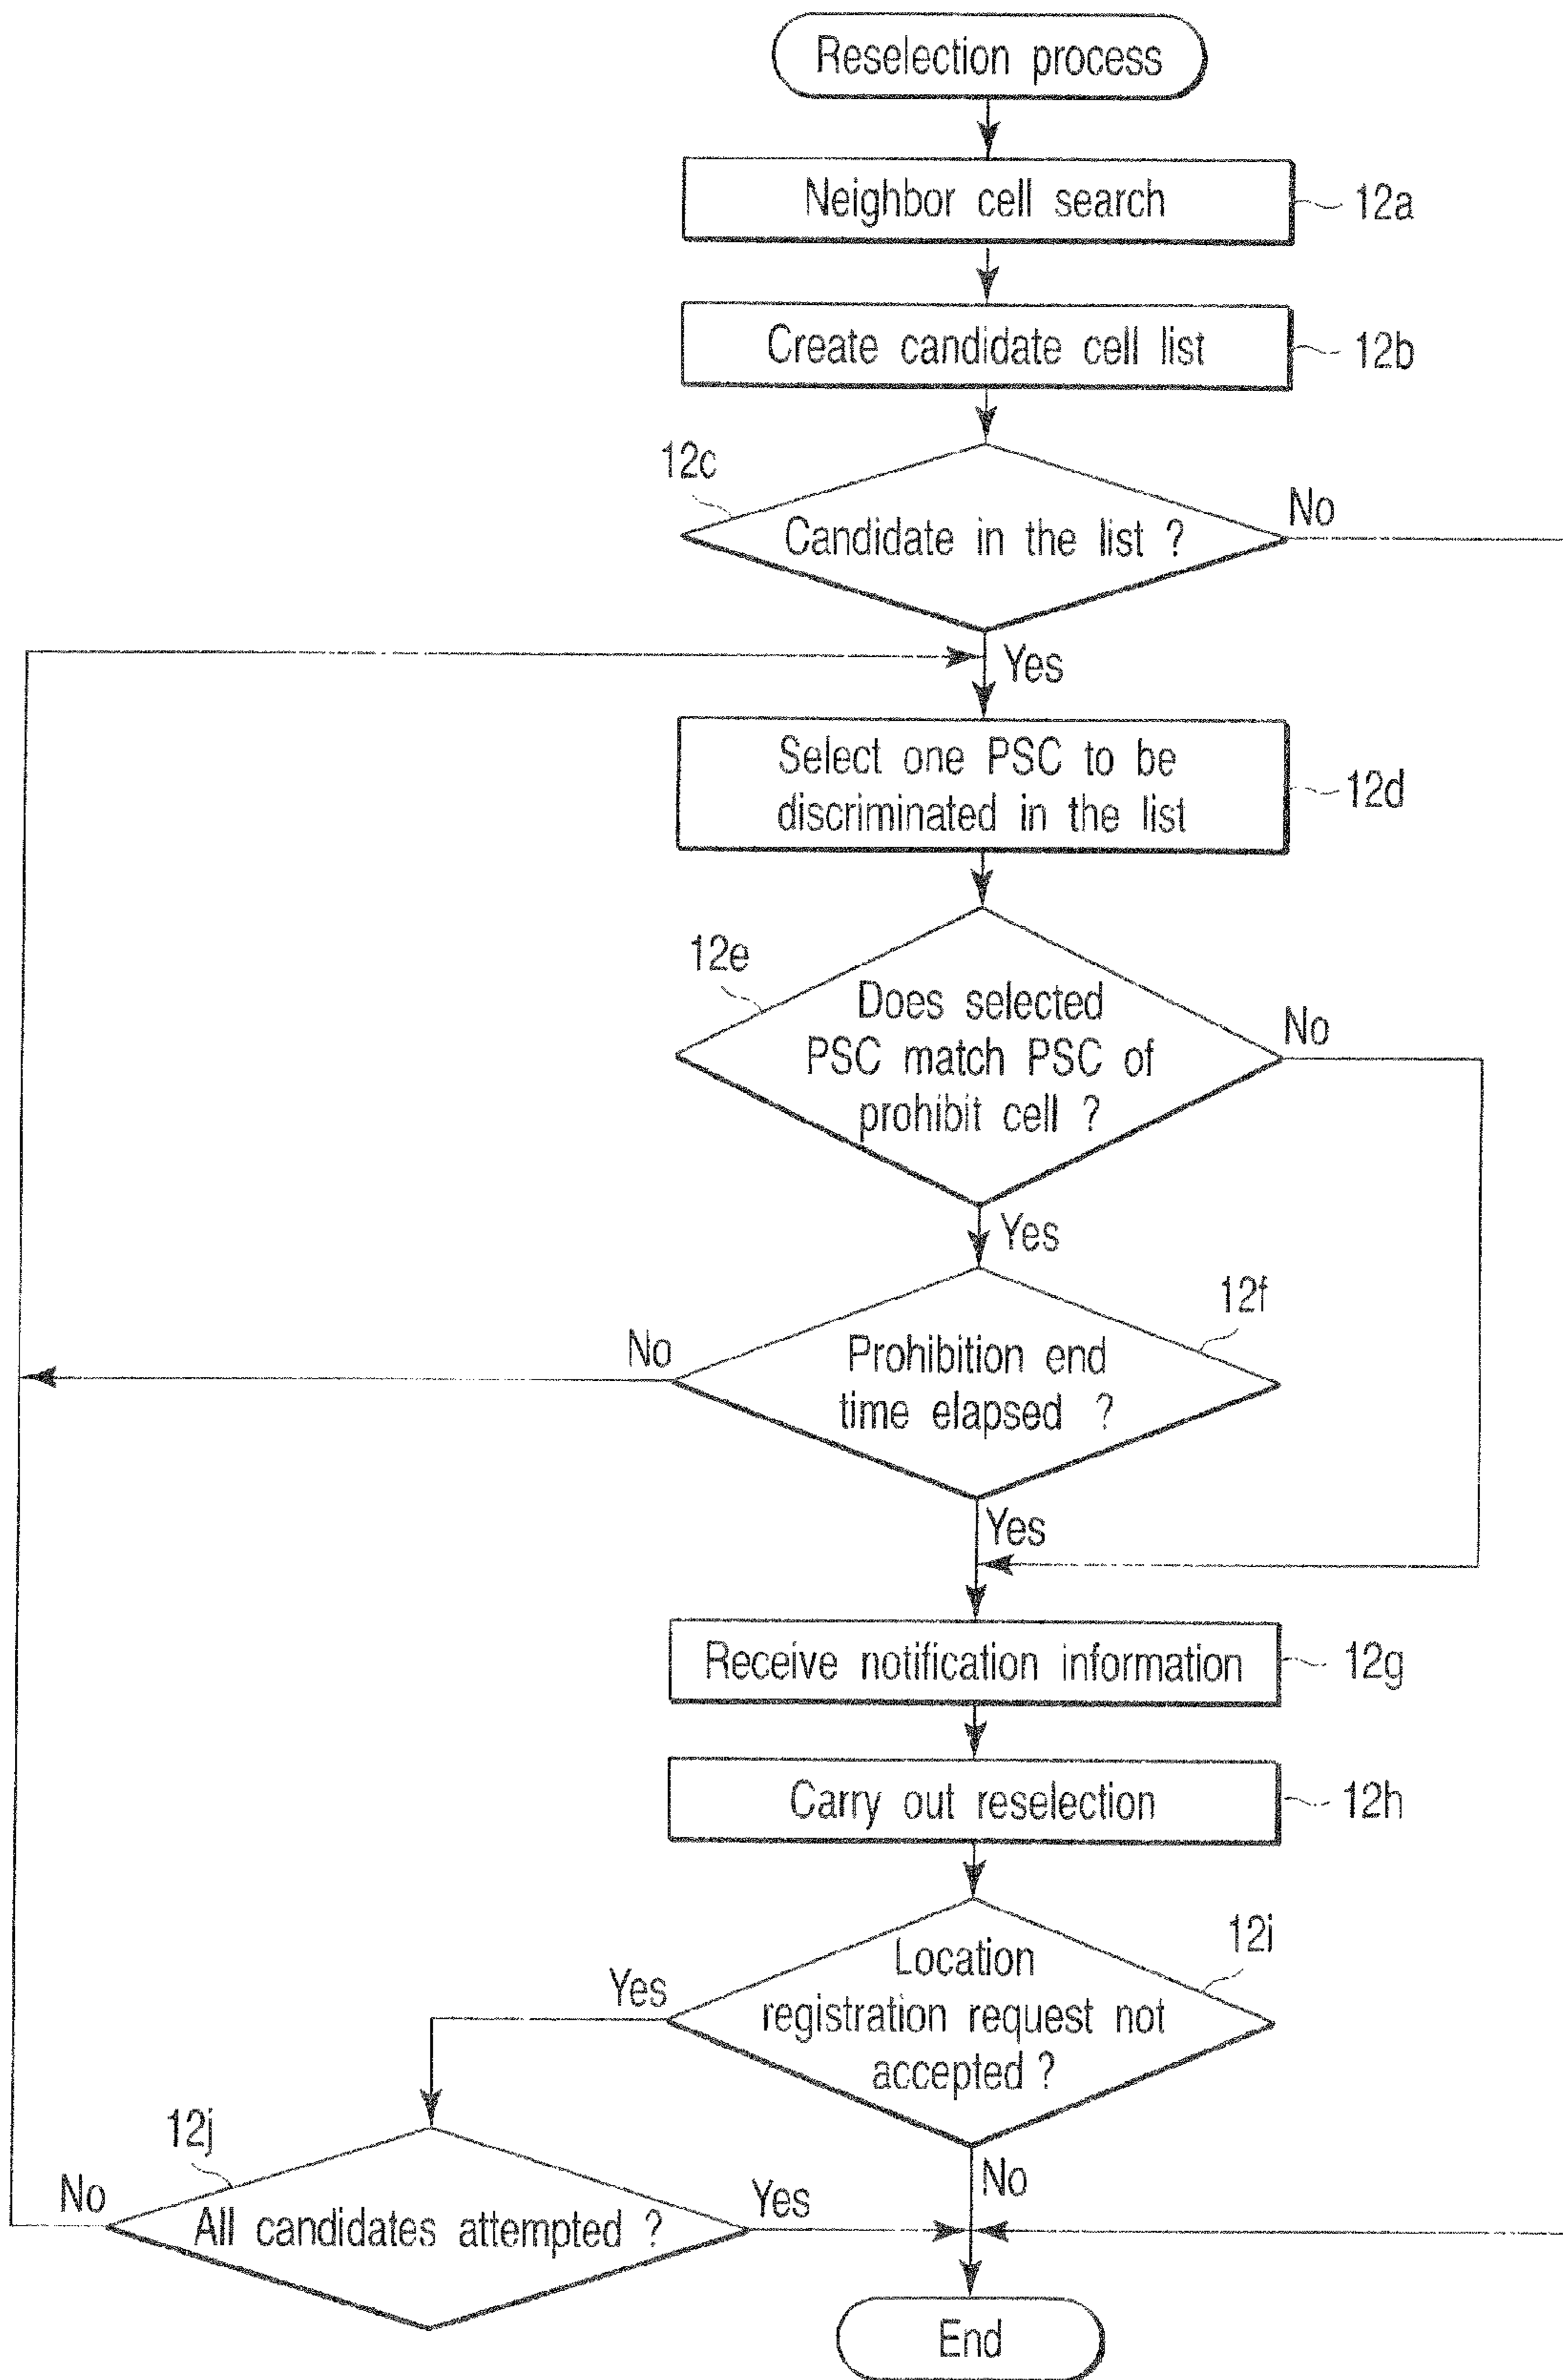 Reselection process
Neighbor cell search
12a
Create candidate cell list
12b
12c
Candidate in the list ?
No
Yes
Select one PSC to be
discriminated in the list
12d
12e
Does selected
PSC match PSC of
prohibit cell ?
No
Yes
12f
No
Prohibition end
time elapsed ?
Yes
Receive notification information
12g
Carry out reselection
12h
12i
Location
registration request not
accepted ?
Yes
12j
No
All candidates attempted ?
Yes
No
End